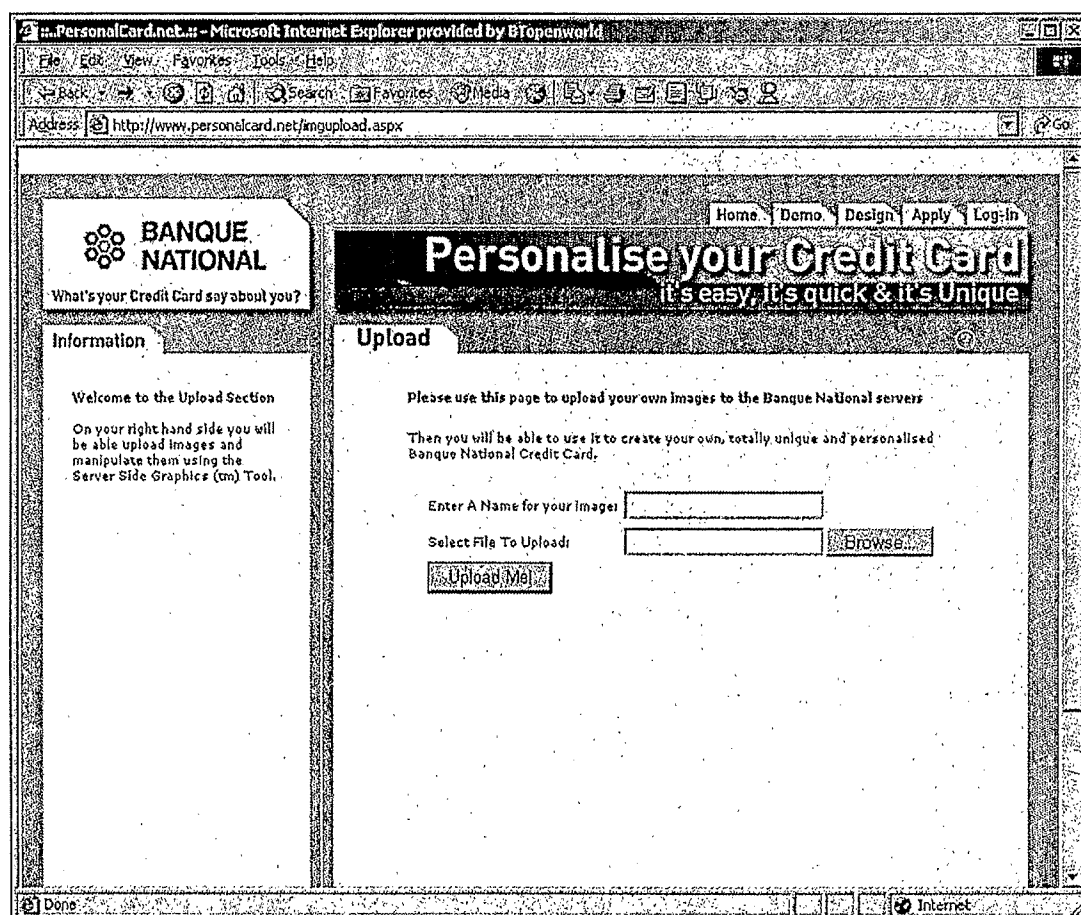 ::..PersonalCard.net..:: - Microsoft Internet Explorer provided by BTopenworld
File Edit View Favorites Tools Help
Back Search Favorites Media
Address http://www.personalcard.net/imgupload.aspx Go
Home Demo Design Apply Log-in
BANQUE
NATIONAL
What's your Credit Card say about you?
Personalise your Credit Card
it's easy, it's quick & it's Unique
Information
Welcome to the Upload Section
On your right hand side you will
be able upload images and
manipulate them using the
Server Side Graphics (tm) Tool.
Upload
Please use this page to upload your own images to the Banque National servers
Then you will be able to use it to create your own, totally unique and personalised
Banque National Credit Card.
Enter A Name for your Image:
Select File To Upload: Browse...
Upload Me!
Done Internet